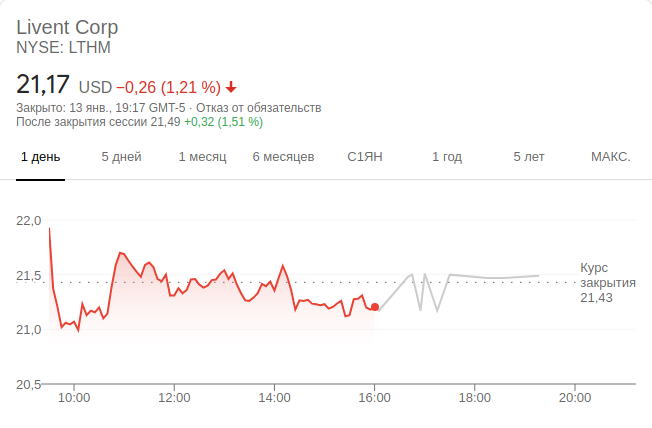 Livent Corp
NYSE: LTHM
21,17 USD −0,26 (1,21 %)
Закрыто: 13 янв., 19:17 GMT-5 · Отказ от обязательств
После закрытия сессии 21,49 +0,32 (1,51 %)
1 день 5 дней 1 месяц 6 месяцев С1ЯН 1 год 5 лет МАКС.
22,0
21,5
21,0
20,5
Курс
закрытия
21,43
10:00 12:00 14:00 16:00 18:00 20:00